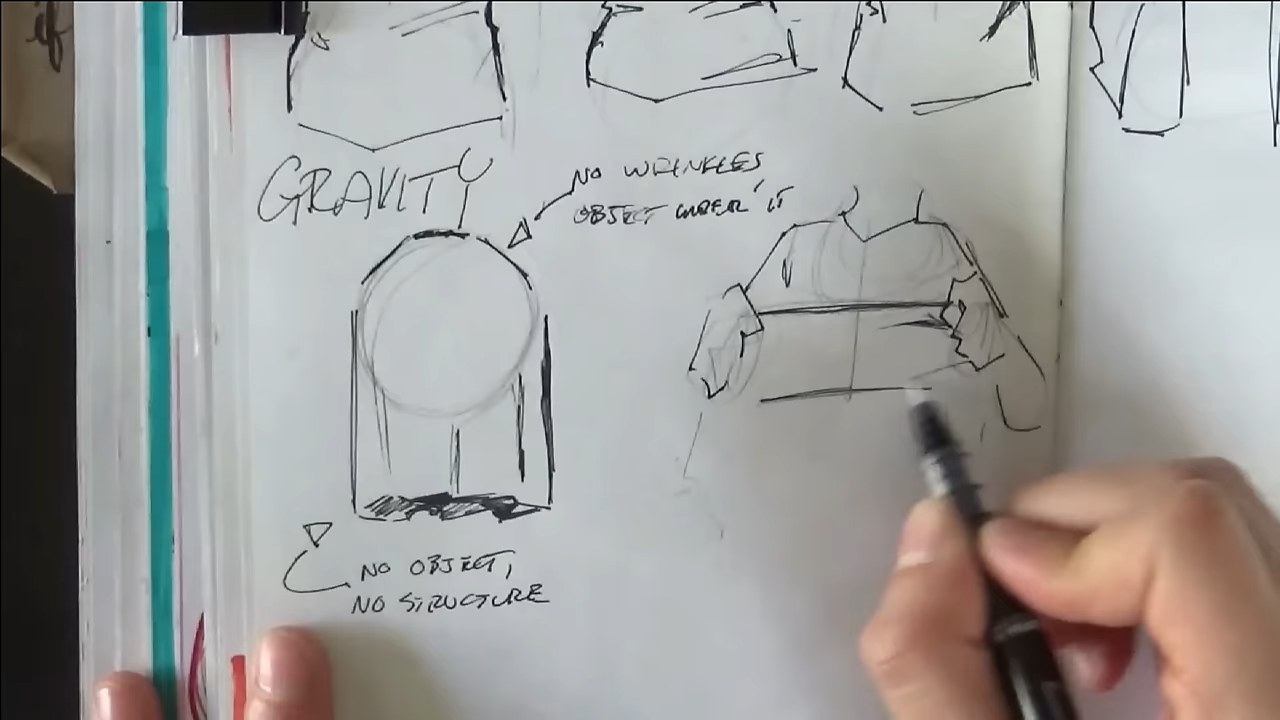 GRAVITY
NO WRINKLES
OBJECT UNDER IT
NO OBJECT,
NO STRUCTURE